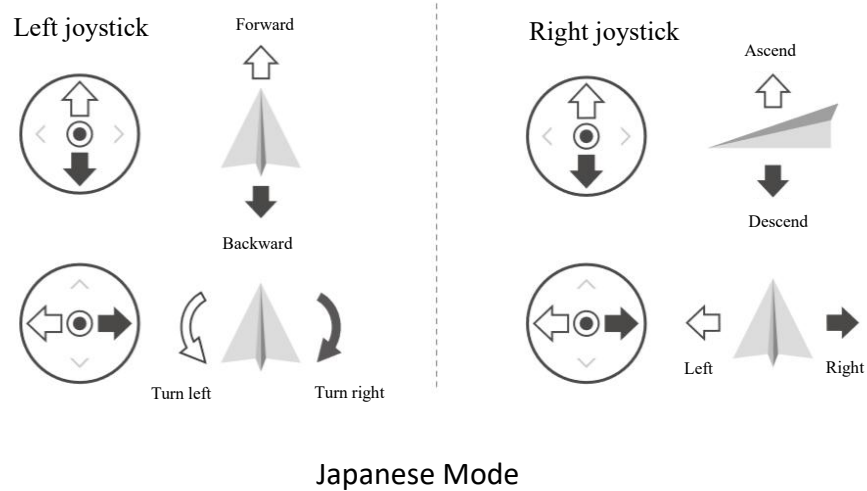 Left joystick
Forward
Backward
Turn left
Turn right
Right joystick
Ascend
Descend
Left
Right
Japanese Mode